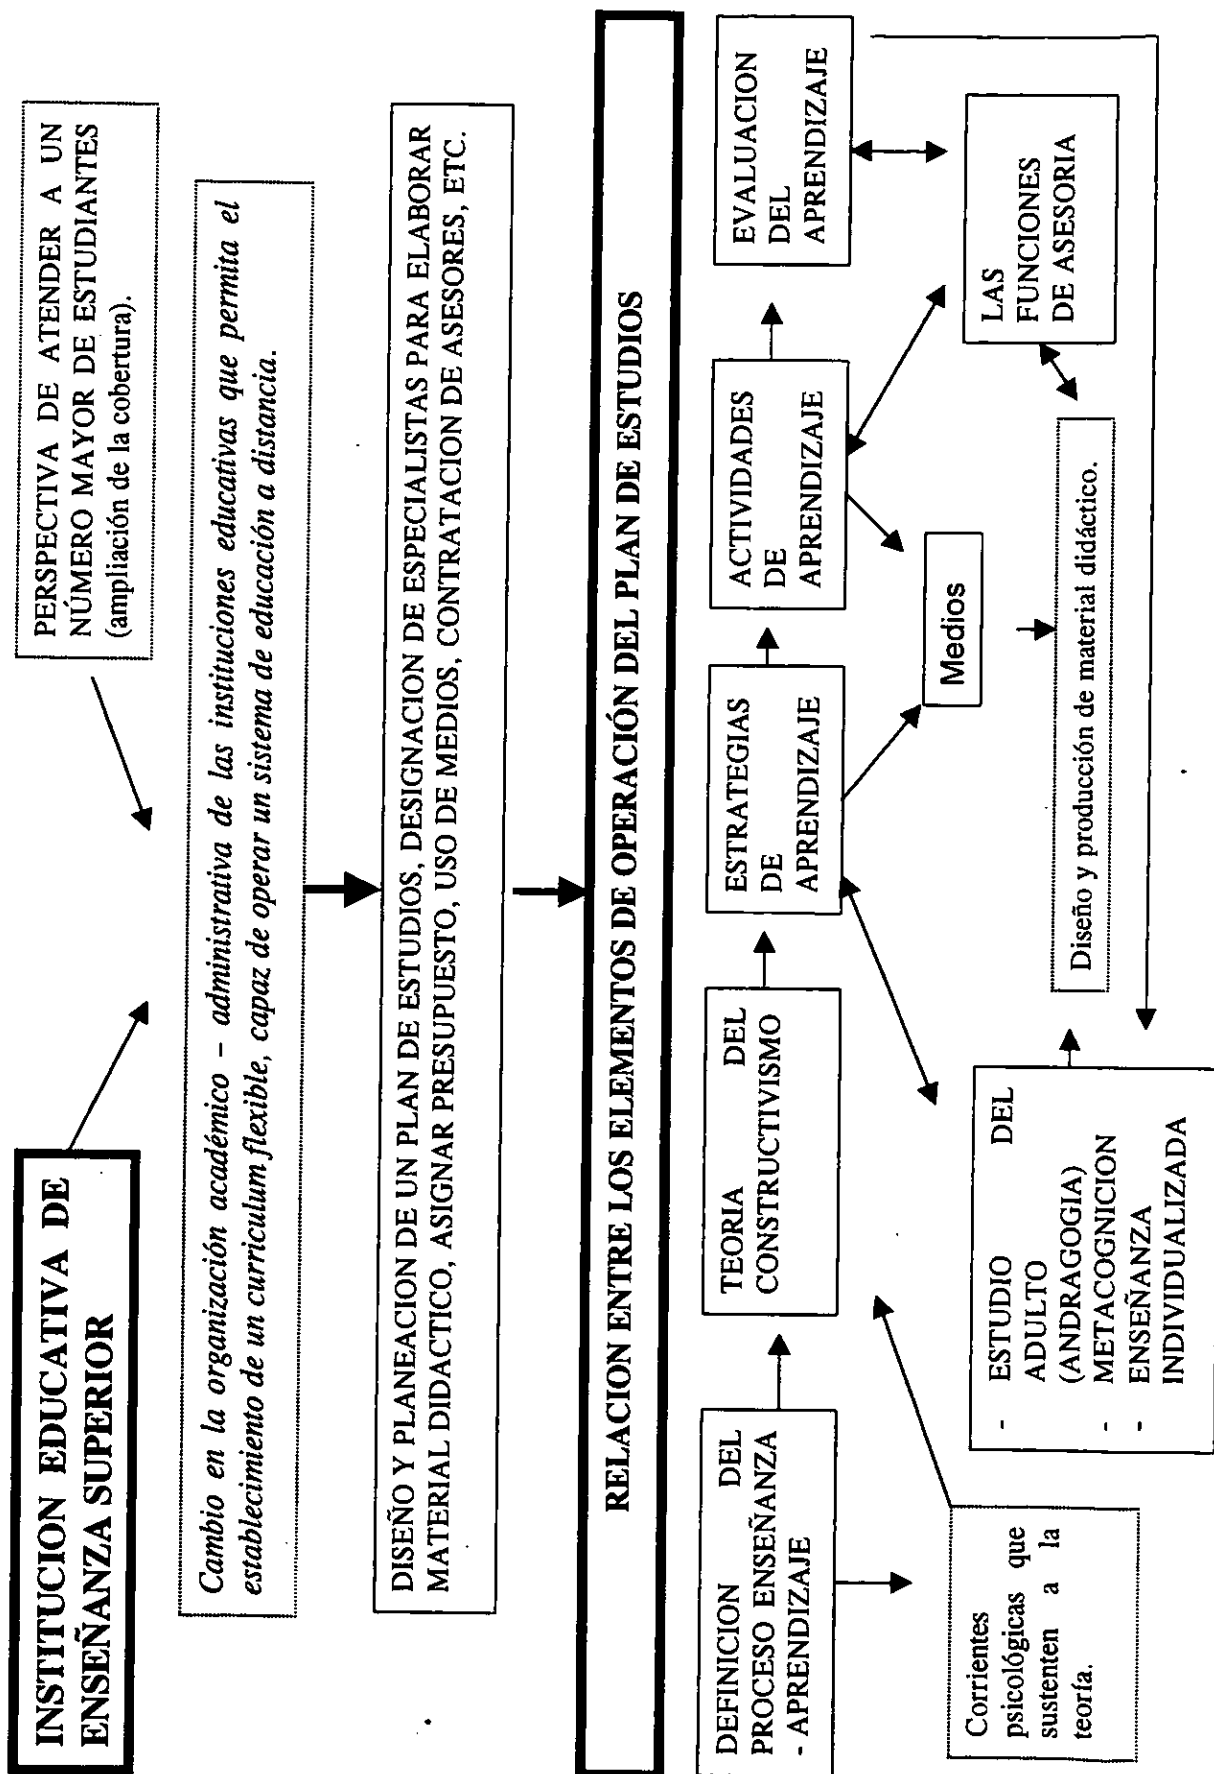 INSTITUCION EDUCATIVA DE
ENSEÑANZA SUPERIOR
PERSPECTIVA DE ATENDER A UN
NÚMERO MAYOR DE ESTUDIANTES
(ampliación de la cobertura).
Cambio en la organización académico – administrativa de las instituciones educativas que permita el
establecimiento de un curriculum flexible, capaz de operar un sistema de educación a distancia.
DISEÑO Y PLANEACION DE UN PLAN DE ESTUDIOS, DESIGNACION DE ESPECIALISTAS PARA ELABORAR
MATERIAL DIDACTICO, ASIGNAR PRESUPUESTO, USO DE MEDIOS, CONTRATACION DE ASESORES, ETC.
RELACION ENTRE LOS ELEMENTOS DE OPERACIÓN DEL PLAN DE ESTUDIOS
DEFINICION DEL
PROCESO ENSEÑANZA
- APRENDIZAJE
TEORIA DEL
CONSTRUCTIVISMO
ESTRATEGIAS
DE
APRENDIZAJE
ACTIVIDADES
DE
APRENDIZAJE
EVALUACION
DEL
APRENDIZAJE
Corrientes
psicológicas que
sustenten a la
teoría.
- ESTUDIO DEL
ADULTO
(ANDRAGOGIA)
- METACOGNICION
- ENSEÑANZA
INDIVIDUALIZADA
Medios
Diseño y producción de material didáctico.
LAS
FUNCIONES
DE ASESORIA